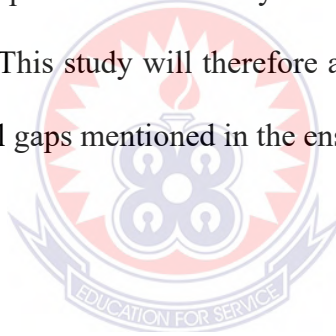 This study will therefore a
l gaps mentioned in the ens
EDUCATION FOR SERVICE